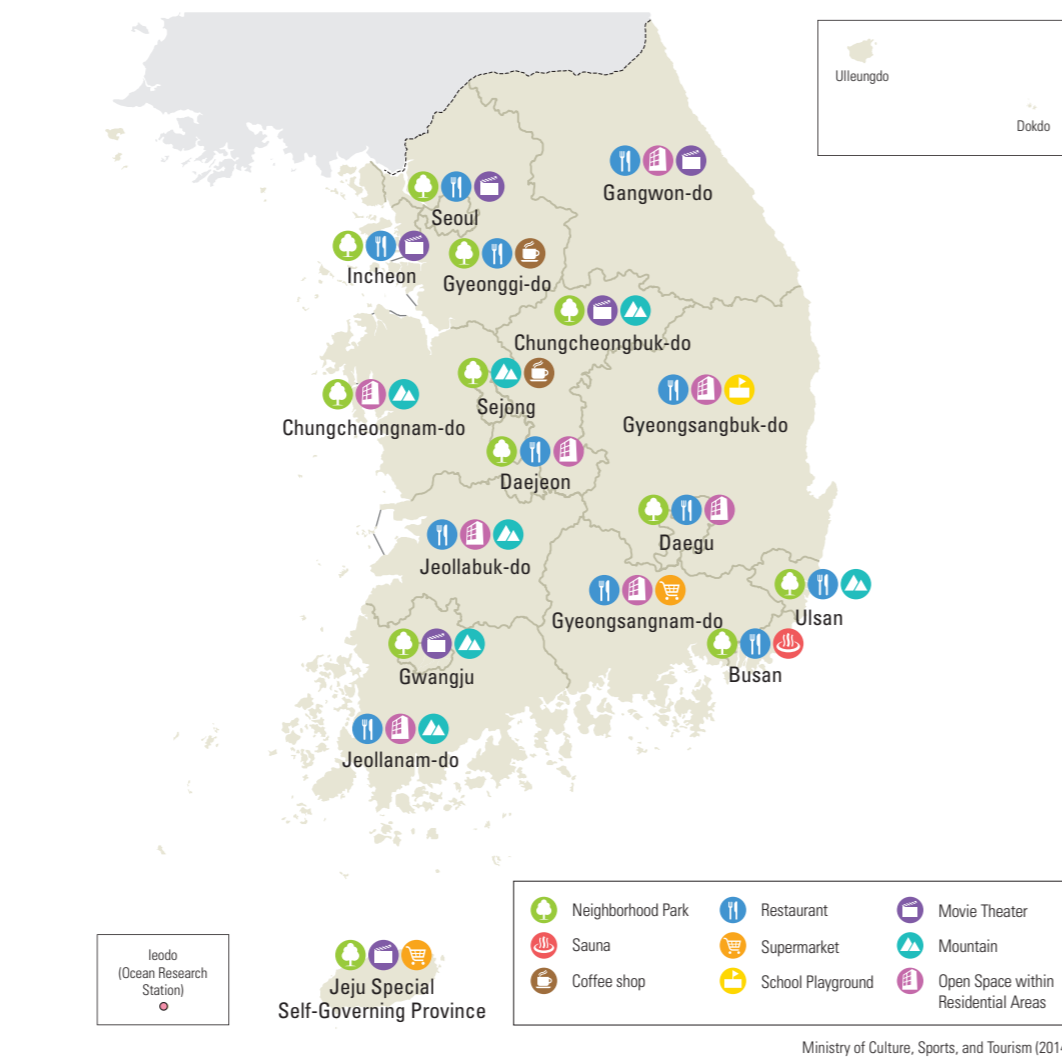 Ulleungdo
Dokdo
Gangwon-do
Seoul
Incheon
Gyeonggi-do
Chungcheongbuk-do
Sejong
Chungcheongnam-do
Gyeongsangbuk-do
Daejeon
Daegu
Jeollabuk-do
Gyeongsangnam-do
Ulsan
Gwangju
Busan
Jeollanam-do
Ieodo
(Ocean Research
Station)
Jeju Special
Self-Governing Province
Neighborhood Park
Restaurant
Movie Theater
Sauna
Supermarket
Mountain
Coffee shop
School Playground
Open Space within
Residential Areas
Ministry of Culture, Sports, and Tourism (2014